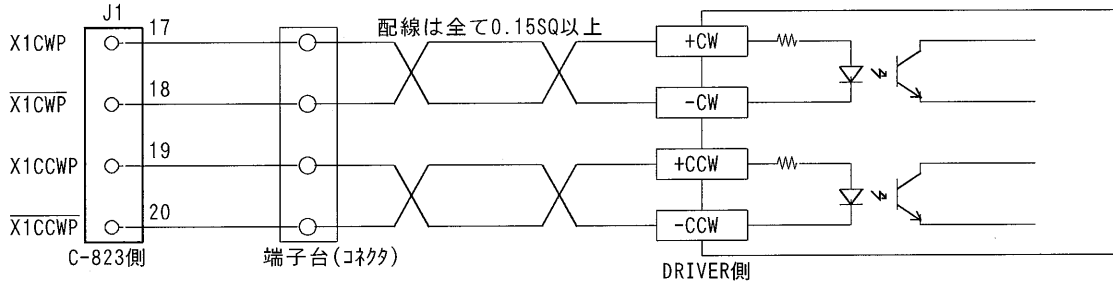 J1
配線は全て0.15SQ以上
X1CWP
17
+CW
X1CWP
18
-CW
X1CCWP
19
+CCW
X1CCWP
20
-CCW
C-823側
端子台(コネクタ)
DRIVER側